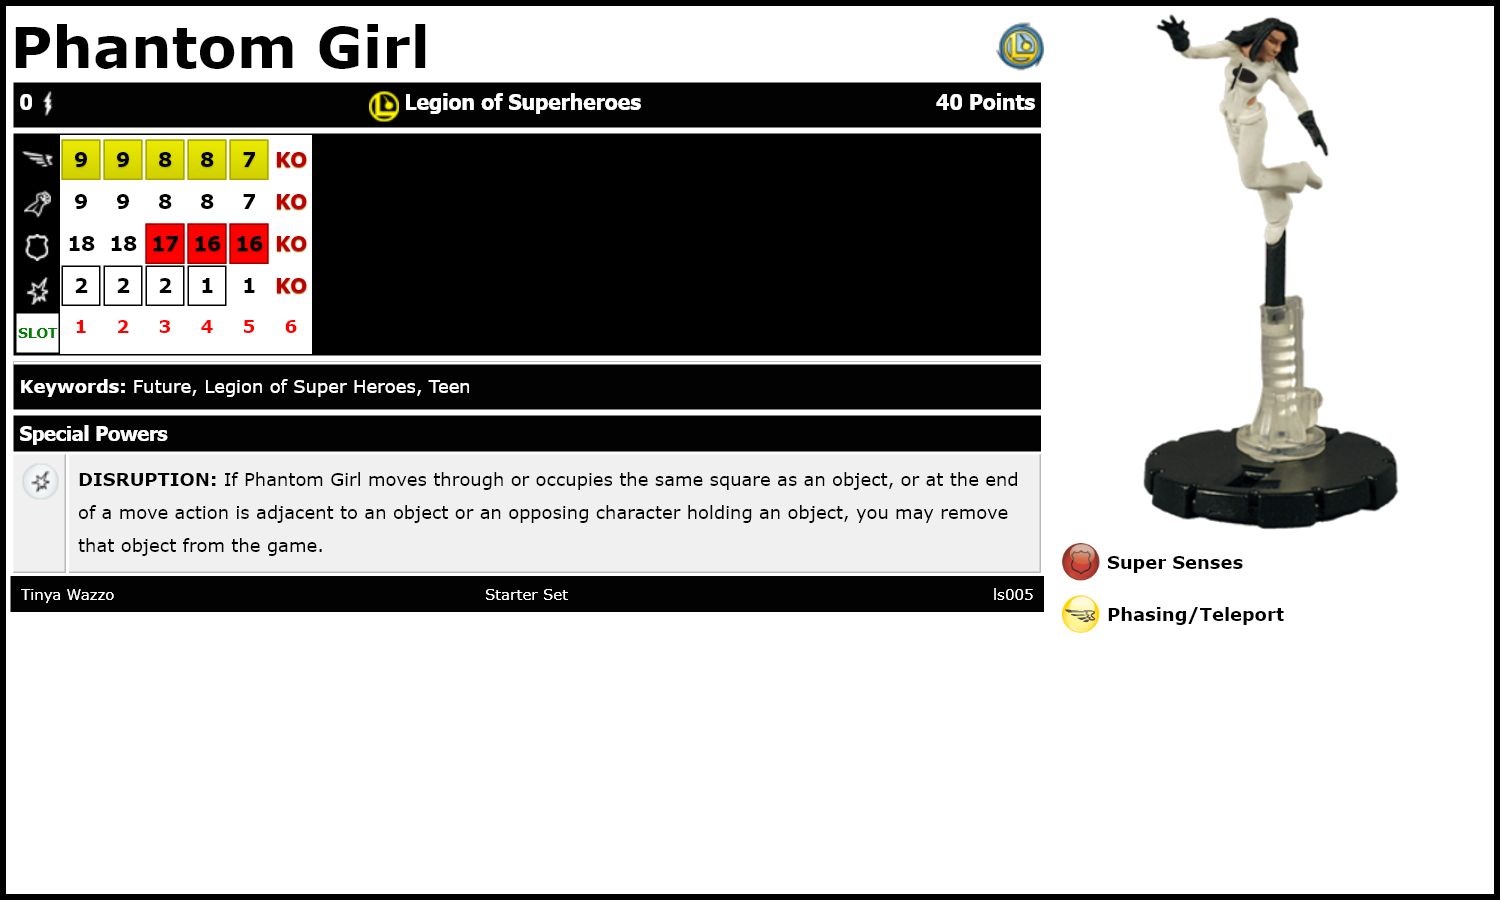 Phantom Girl
0 Legion of Superheroes 40 Points
9 9 8 8 7 KO
9 9 8 8 7 KO
18 18 17 16 16 KO
2 2 2 1 1 KO
SLOT 1 2 3 4 5 6
Keywords: Future, Legion of Super Heroes, Teen
Special Powers
DISRUPTION: If Phantom Girl moves through or occupies the same square as an object, or at the end
of a move action is adjacent to an object or an opposing character holding an object, you may remove
that object from the game.
Tinya Wazzo Starter Set ls005
Super Senses
Phasing/Teleport